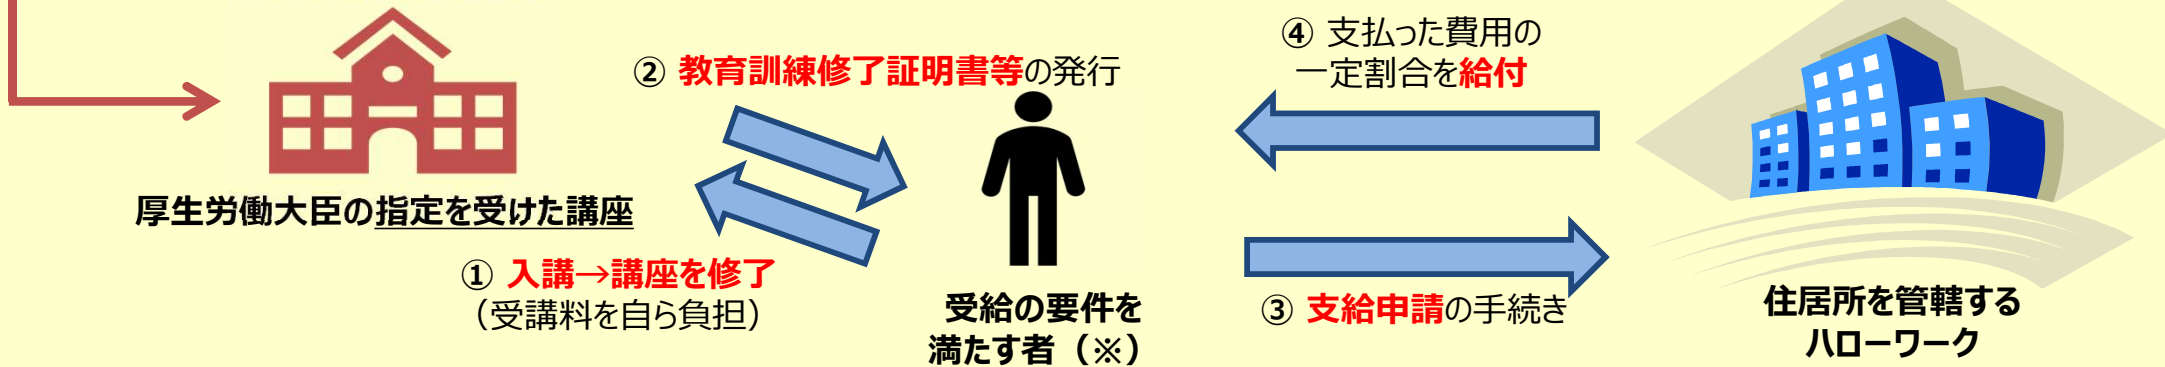 厚生労働大臣の指定を受けた講座
① 入講→講座を修了
（受講料を自ら負担）
② 教育訓練修了証明書等の発行
受給の要件を
満たす者（※）
③ 支給申請の手続き
④ 支払った費用の
一定割合を給付
住居所を管轄する
ハローワーク